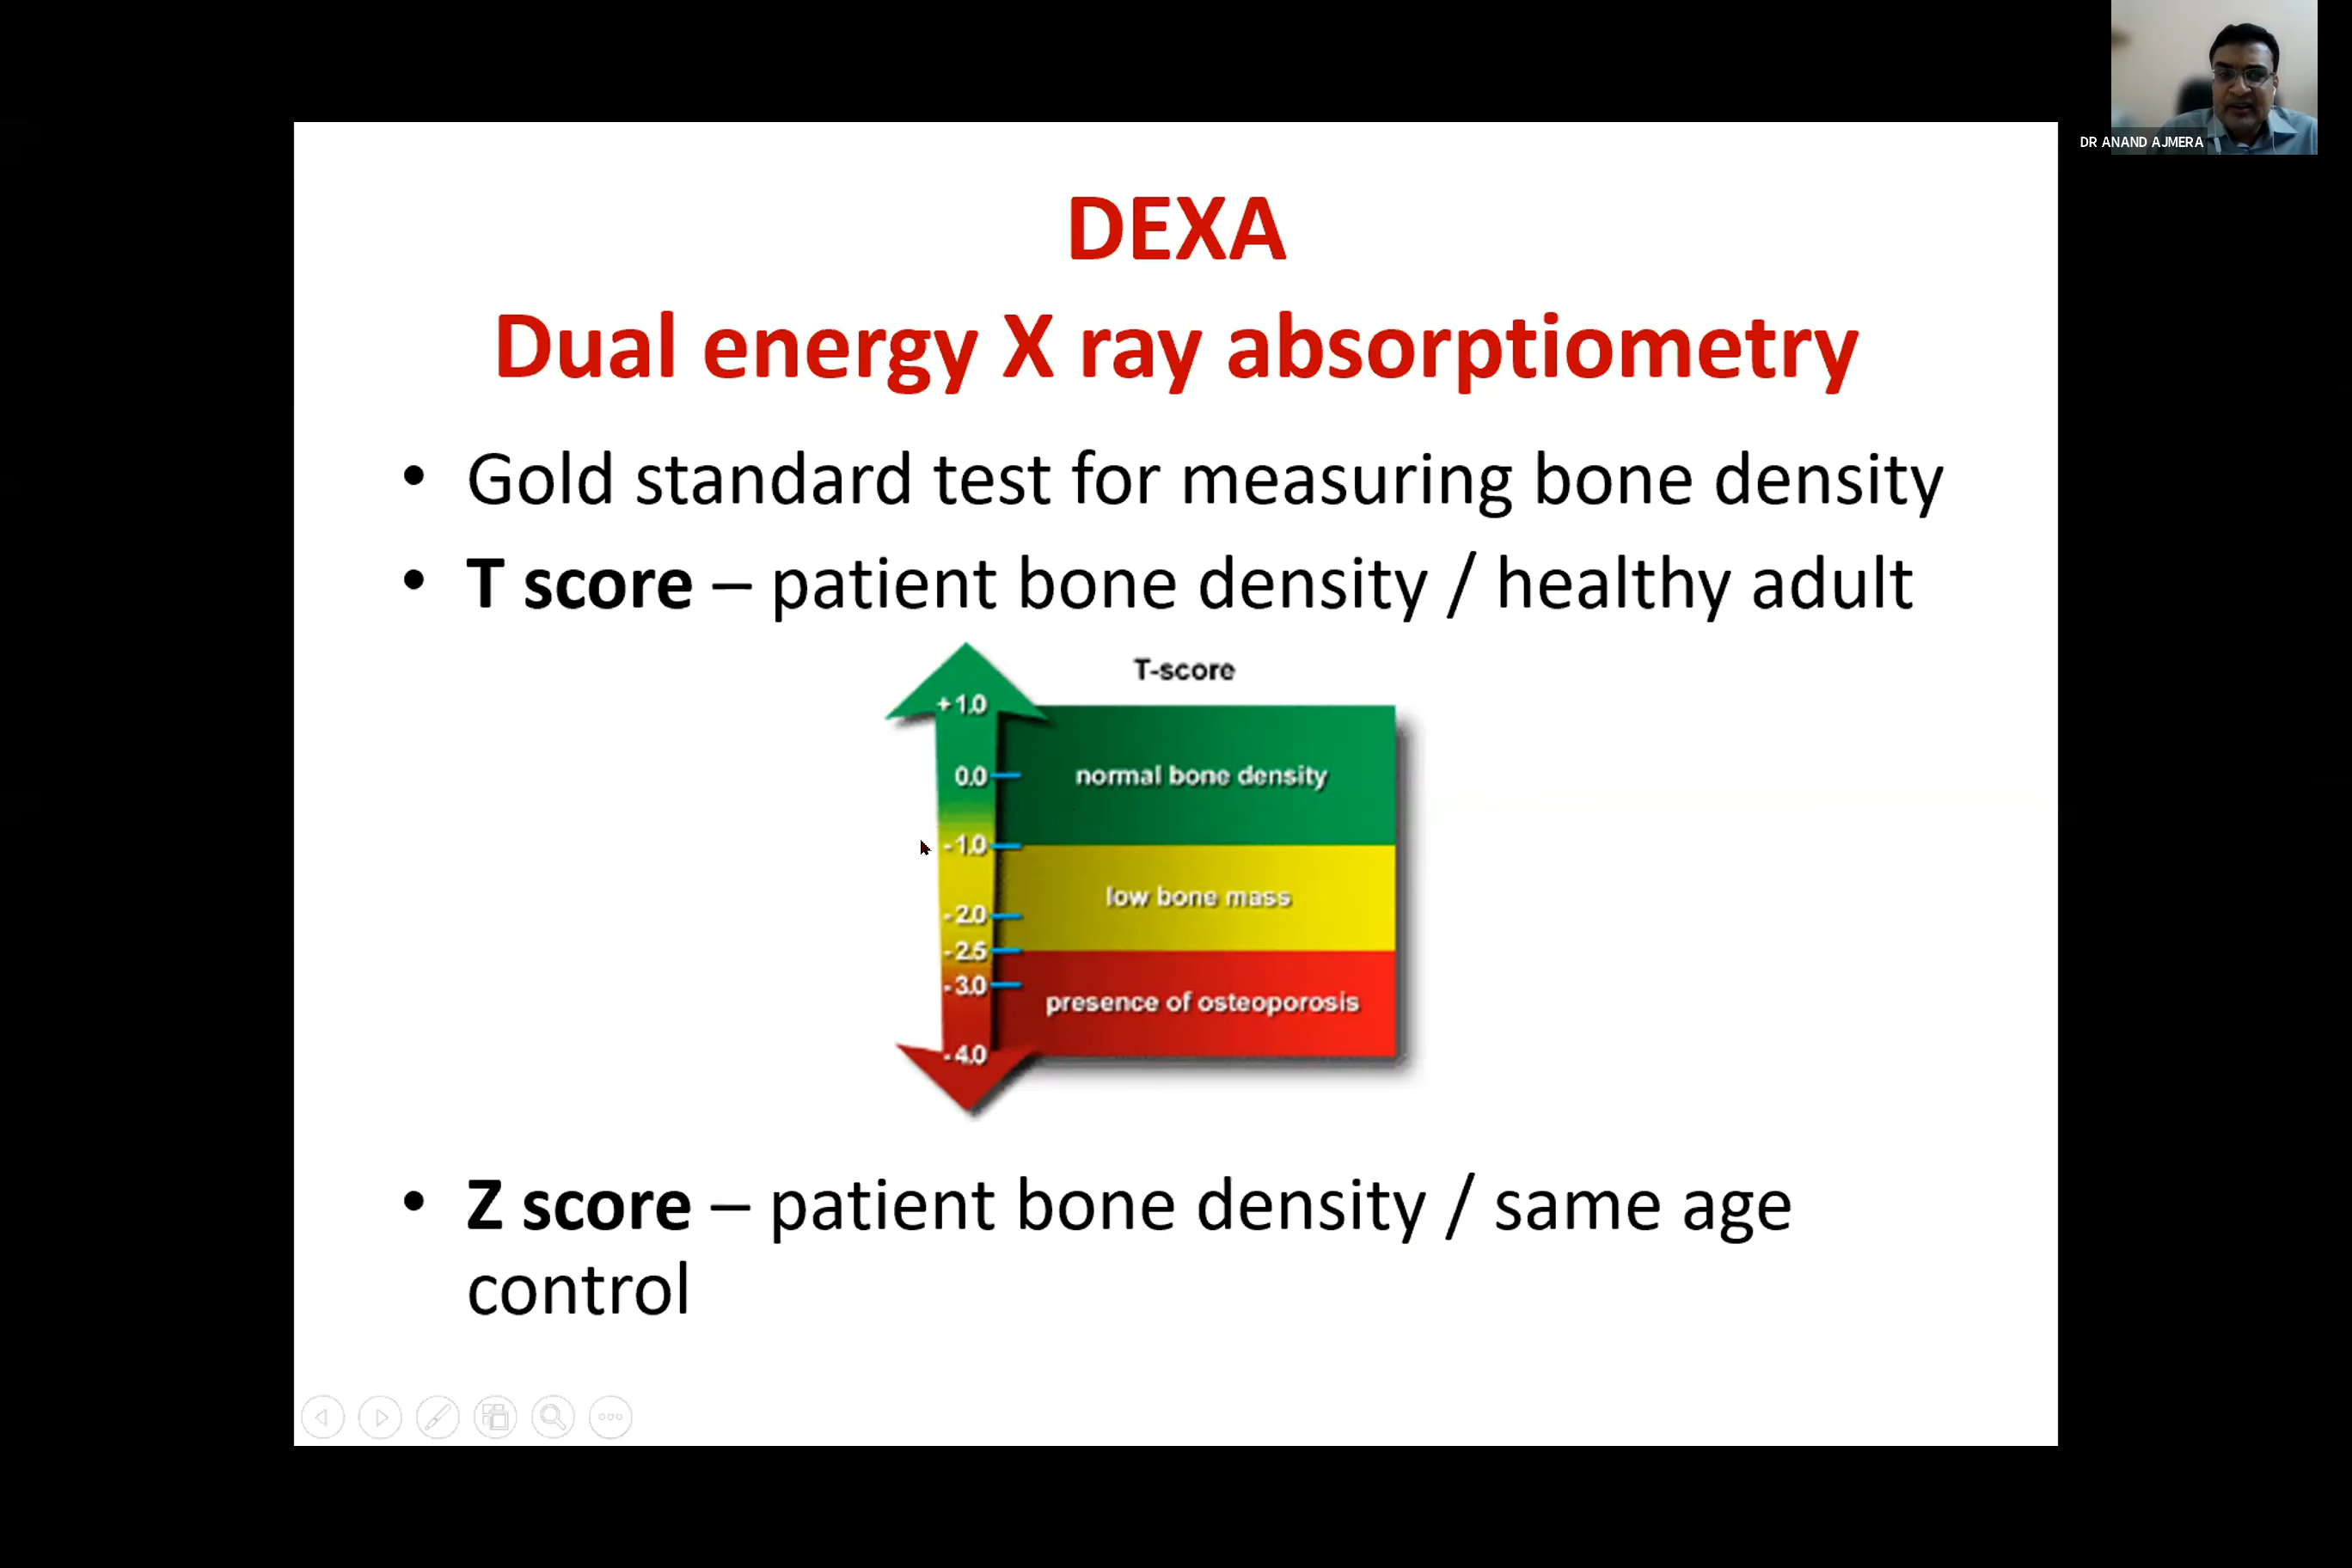 DR ANAND AJMERA
DEXA
Dual energy X ray absorptiometry
• Gold standard test for measuring bone density
• T score – patient bone density / healthy adult
T-score
+1.0
0.0
normal bone density
-1.0
low bone mass
-2.0
-2.5
-3.0
presence of osteoporosis
-4.0
• Z score – patient bone density / same age
control